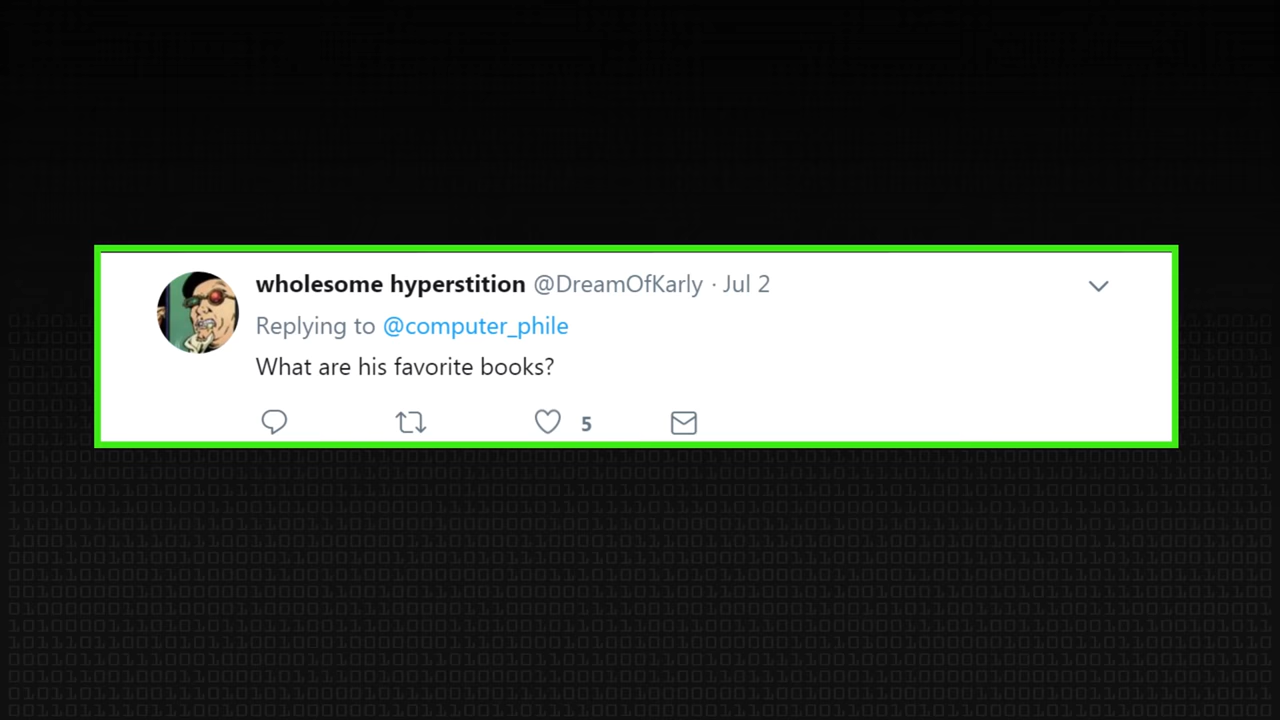 wholesome hyperstition @DreamOfKarly · Jul 2
Replying to @computer_phile
What are his favorite books?
5